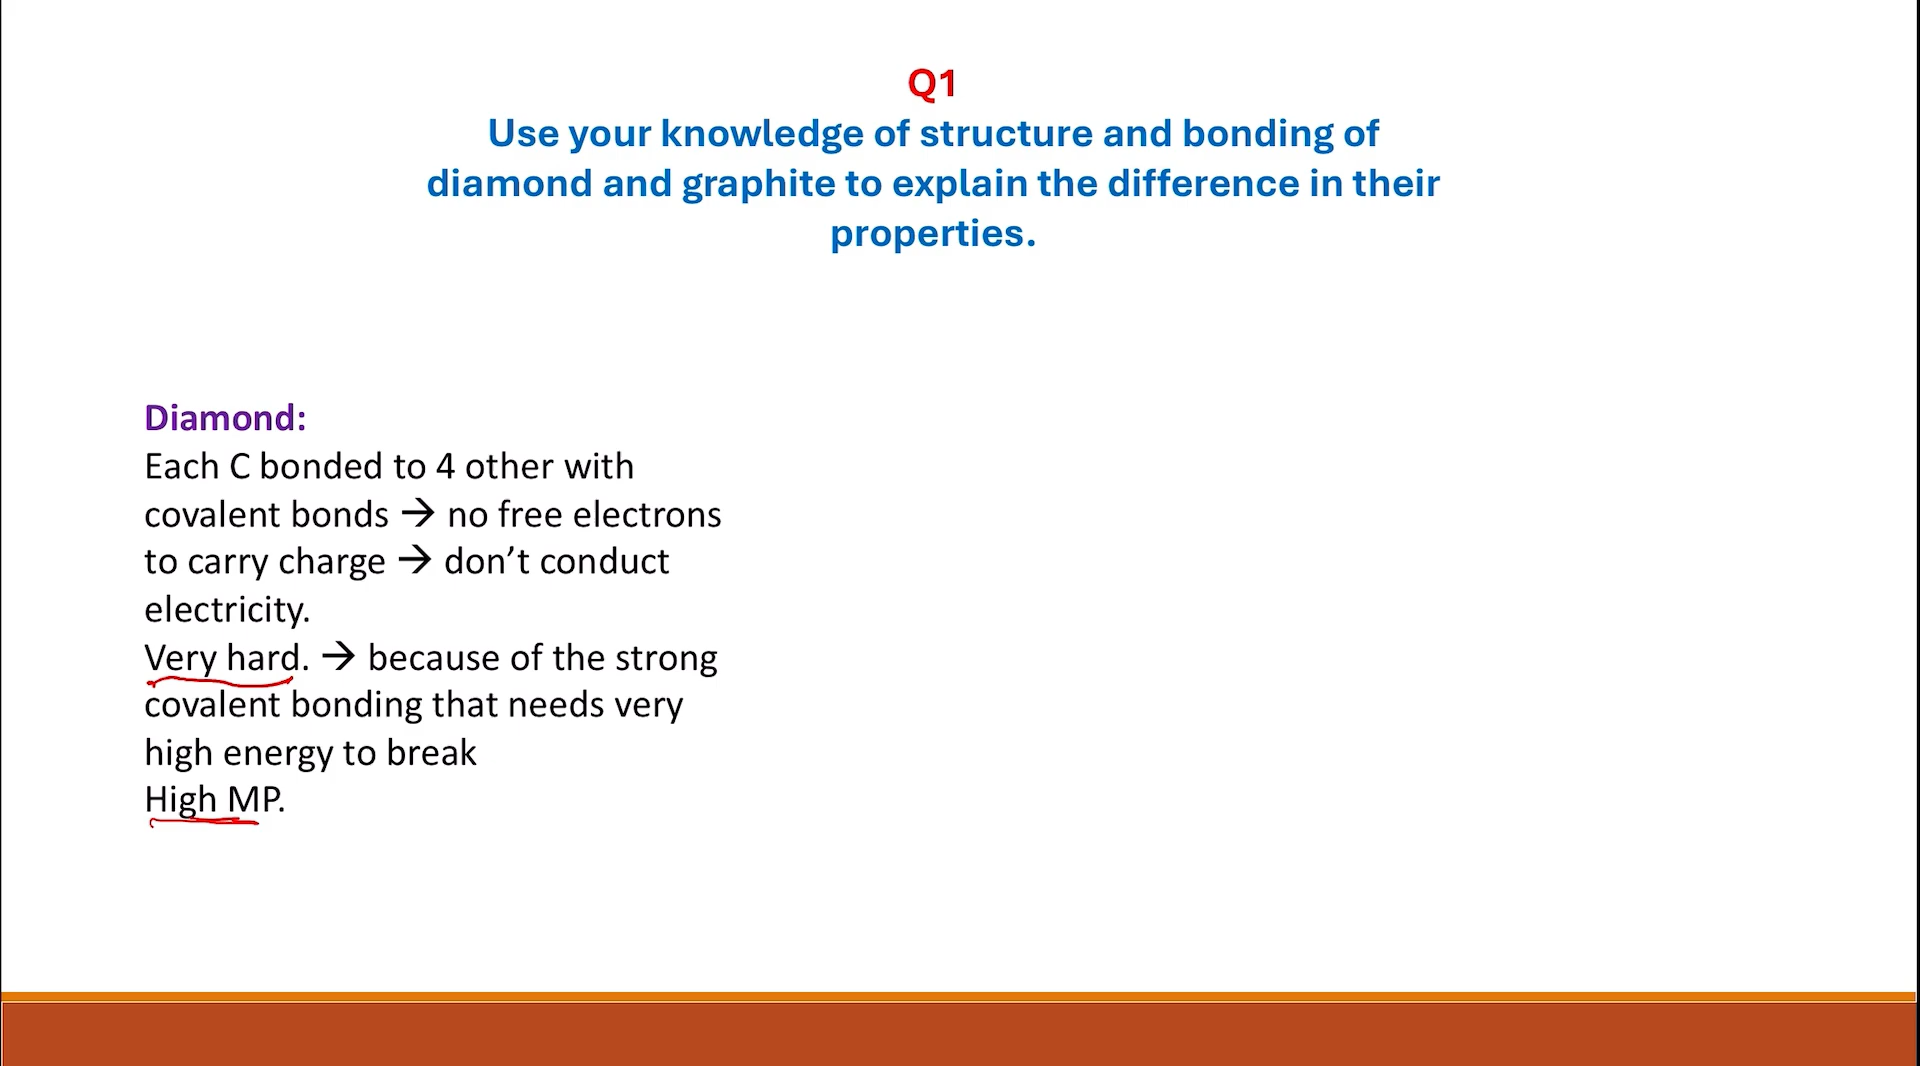 Q1
Use your knowledge of structure and bonding of
diamond and graphite to explain the difference in their
properties.
Diamond:
Each C bonded to 4 other with
covalent bonds → no free electrons
to carry charge → don’t conduct
electricity.
Very hard. → because of the strong
covalent bonding that needs very
high energy to break
High MP.